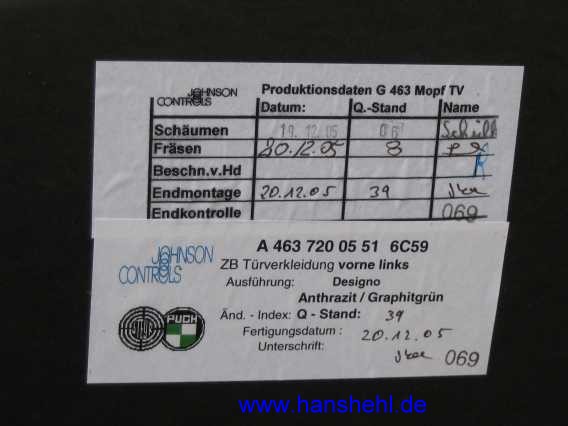 JOHNSON CONTROLS
Produktionsdaten G 463 Mopf TV
Datum: Q.-Stand Name
Schäumen 19.12.05 06
Fräsen 20.12.05 8
Beschn.v.Hd
Endmontage 20.12.05 39
Endkontrolle 069
JOHNSON CONTROLS
A 463 720 05 51 6C59
ZB Türverkleidung vorne links
Ausführung: Designo
Anthrazit / Graphitgrün
Änd. - Index: Q - Stand: 39
Fertigungsdatum : 20.12.05
Unterschrift: 069
PUCH
www.hanshehl.de